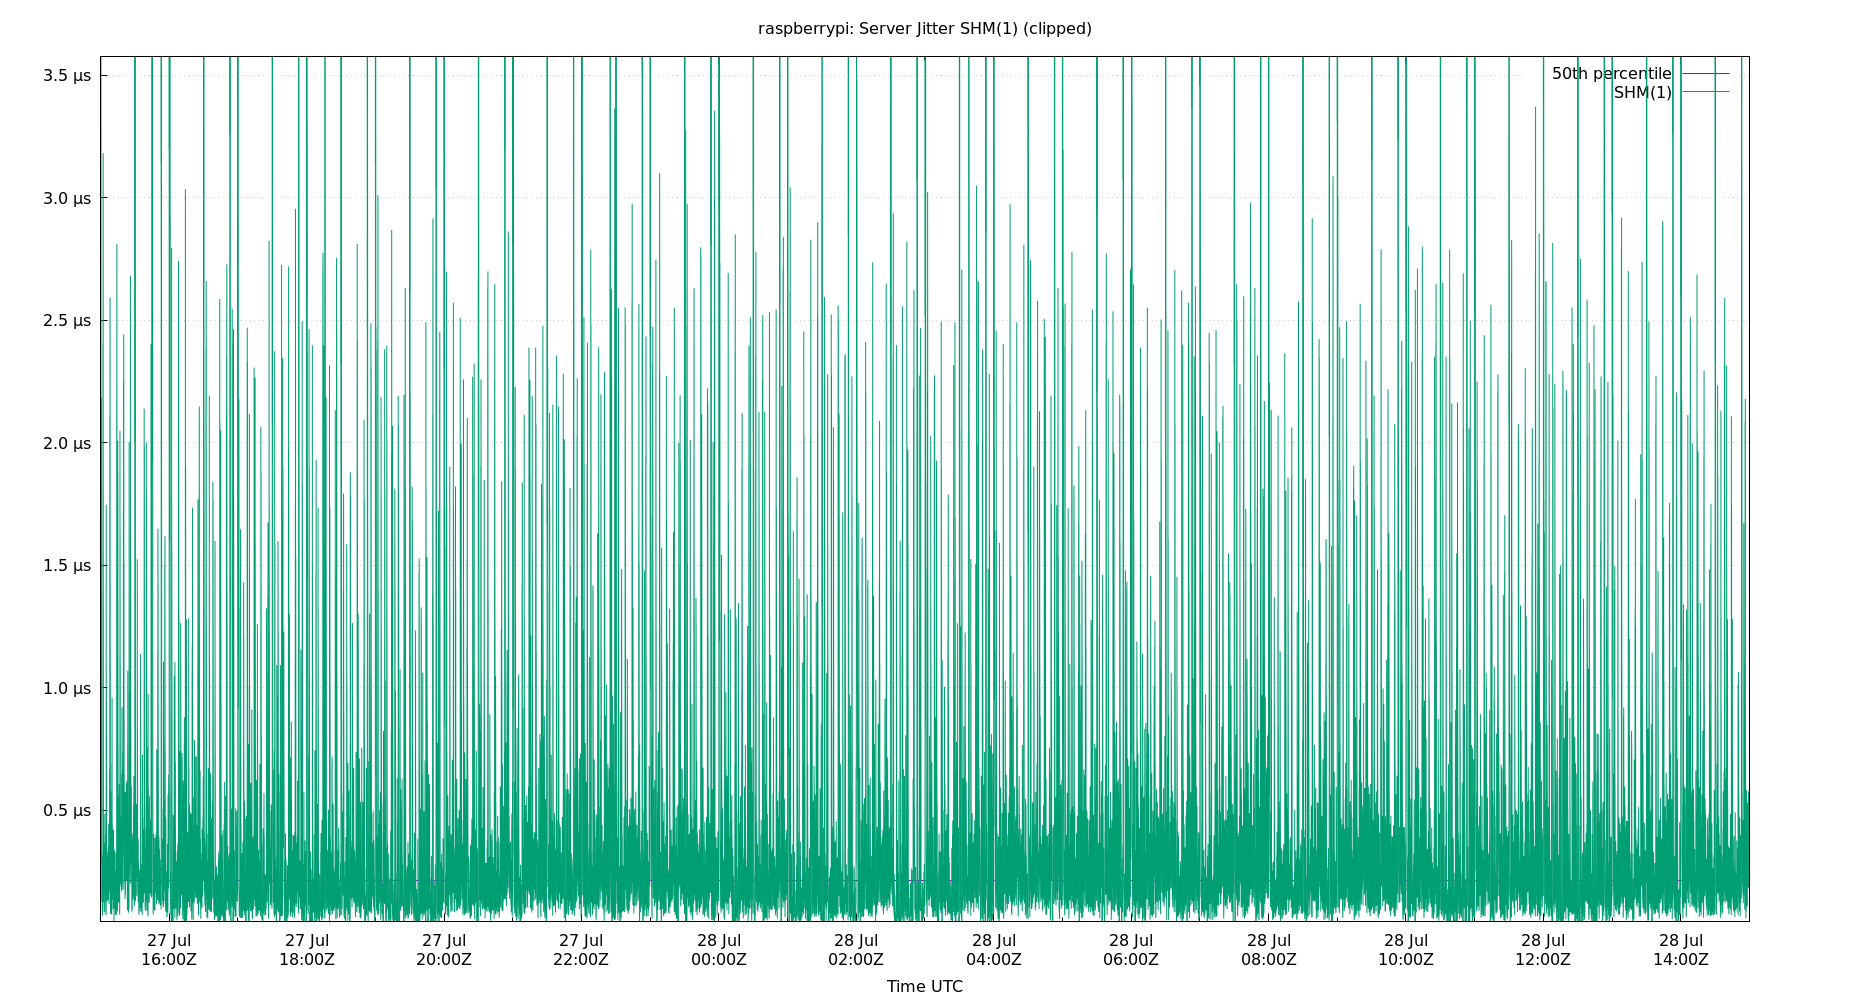 raspberrypi: Server Jitter SHM(1) (clipped)
50th percentile
SHM(1)
3.5 µs
3.0 µs
2.5 µs
2.0 µs
1.5 µs
1.0 µs
0.5 µs
27 Jul 27 Jul 27 Jul 27 Jul 28 Jul 28 Jul 28 Jul 28 Jul 28 Jul 28 Jul 28 Jul 28 Jul
16:00Z 18:00Z 20:00Z 22:00Z 00:00Z 02:00Z 04:00Z 06:00Z 08:00Z 10:00Z 12:00Z 14:00Z
Time UTC